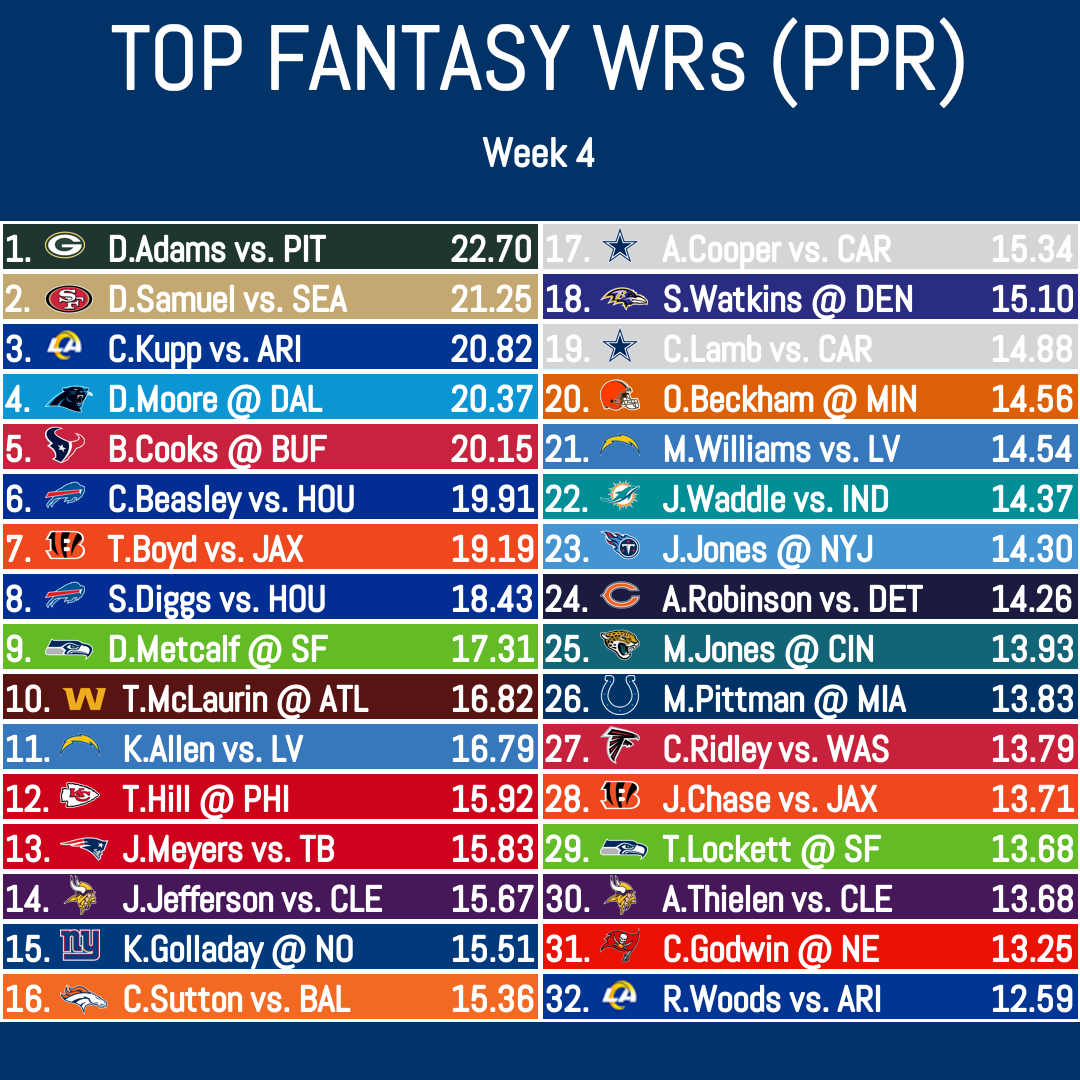 TOP FANTASY WRs (PPR)
Week 4
1. G D.Adams vs. PIT 22.70
2. SF D.Samuel vs. SEA 21.25
3. LA C.Kupp vs. ARI 20.82
4. D.Moore @ DAL 20.37
5. B.Cooks @ BUF 20.15
6. C.Beasley vs. HOU 19.91
7. T.Boyd vs. JAX 19.19
8. S.Diggs vs. HOU 18.43
9. D.Metcalf @ SF 17.31
10. W T.McLaurin @ ATL 16.82
11. K.Allen vs. LV 16.79
12. KC T.Hill @ PHI 15.92
13. J.Meyers vs. TB 15.83
14. J.Jefferson vs. CLE 15.67
15. ny K.Golladay @ NO 15.51
16. C.Sutton vs. BAL 15.36
17. A.Cooper vs. CAR 15.34
18. S.Watkins @ DEN 15.10
19. C.Lamb vs. CAR 14.88
20. O.Beckham @ MIN 14.56
21. M.Williams vs. LV 14.54
22. J.Waddle vs. IND 14.37
23. T J.Jones @ NYJ 14.30
24. C A.Robinson vs. DET 14.26
25. M.Jones @ CIN 13.93
26. M.Pittman @ MIA 13.83
27. C.Ridley vs. WAS 13.79
28. J.Chase vs. JAX 13.71
29. T.Lockett @ SF 13.68
30. A.Thielen vs. CLE 13.68
31. C.Godwin @ NE 13.25
32. LA R.Woods vs. ARI 12.59